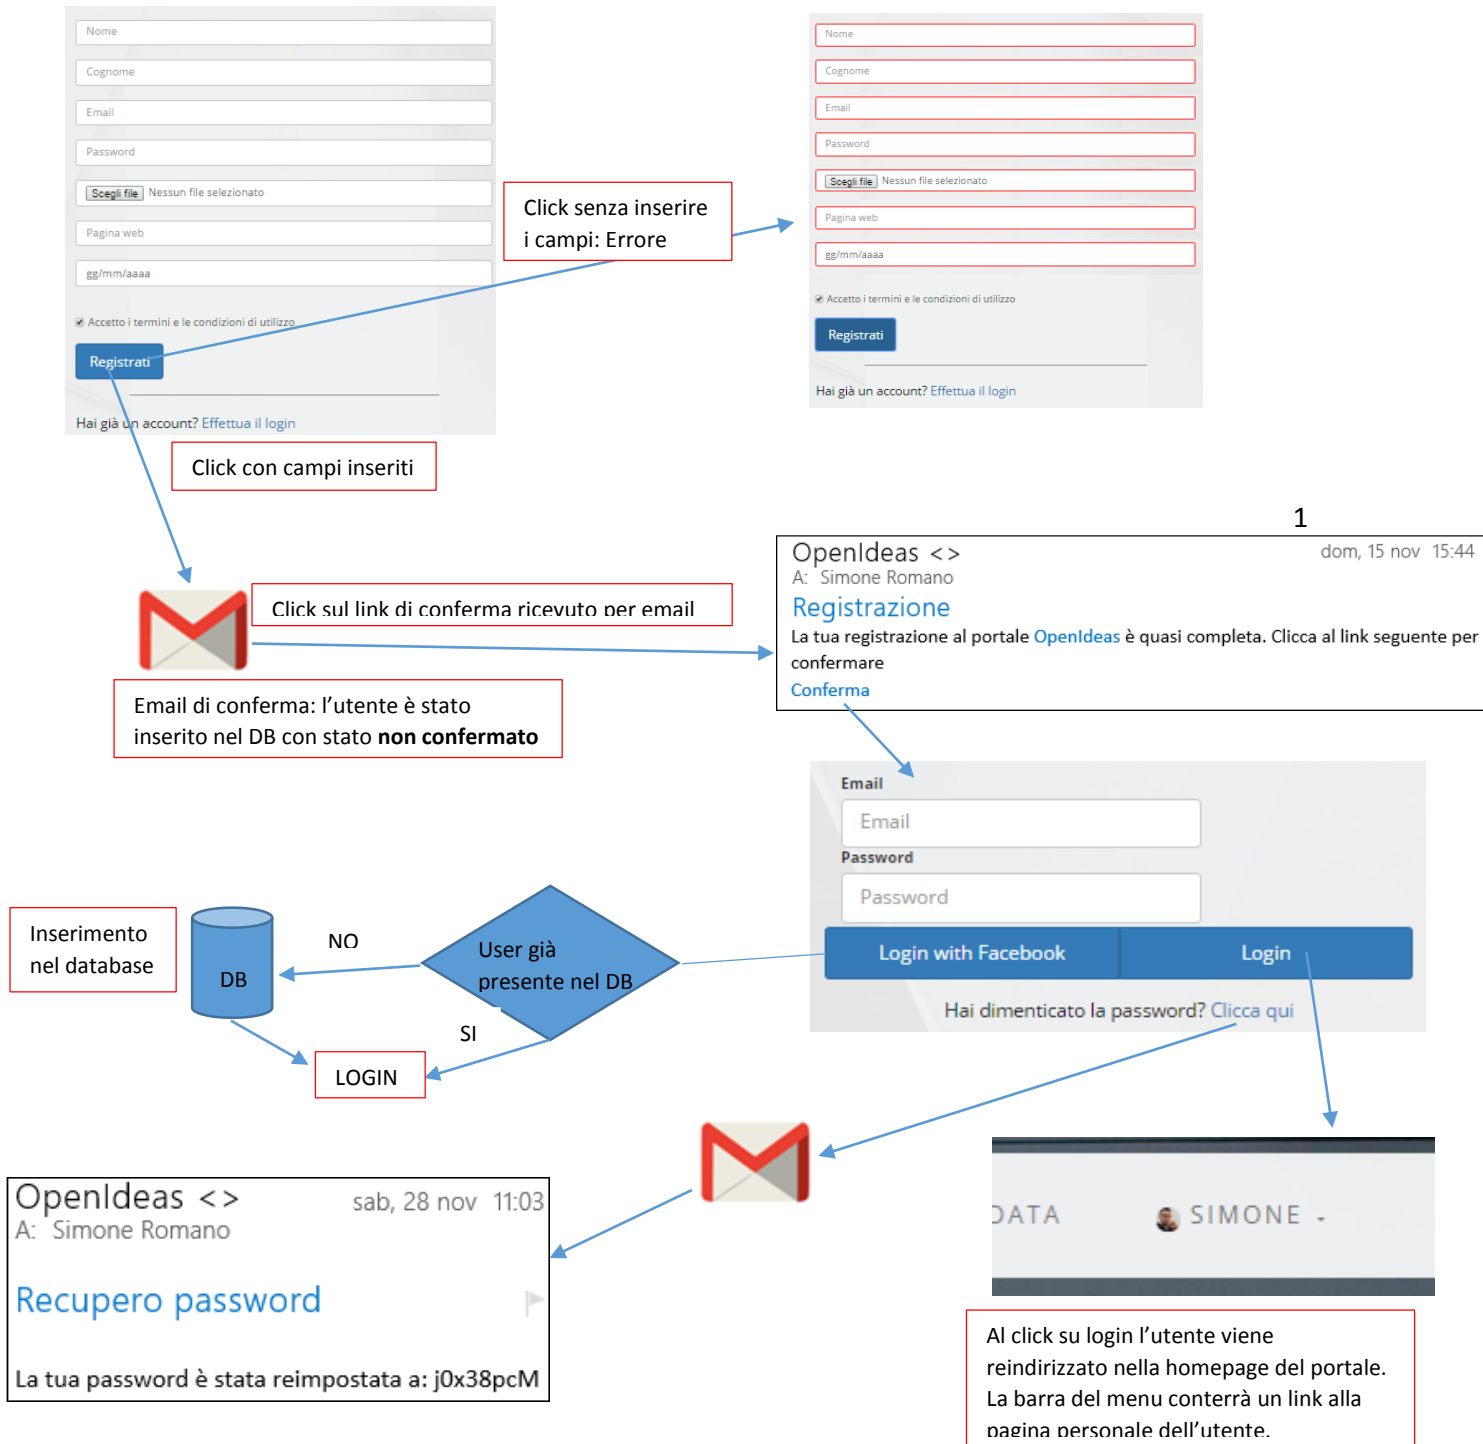 Nome
Cognome
Email
Password
Scegli file Nessun file selezionato
Pagina web
gg/mm/aaaa
Accetto i termini e le condizioni di utilizzo
Registrati
Hai già un account? Effettua il login
Click senza inserire
i campi: Errore
Nome
Cognome
Email
Password
Scegli file Nessun file selezionato
Pagina web
gg/mm/aaaa
Accetto i termini e le condizioni di utilizzo
Registrati
Hai già un account? Effettua il login
Click con campi inseriti
1
Click sul link di conferma ricevuto per email
Email di conferma: l'utente è stato
inserito nel DB con stato non confermato
OpenIdeas <>
dom, 15 nov 15:44
A: Simone Romano
Registrazione
La tua registrazione al portale OpenIdeas è quasi completa. Clicca al link seguente per
confermare
Conferma
Email
Email
Password
Password
Login with Facebook
Login
Hai dimenticato la password? Clicca qui
User già
presente nel DB
NO
SI
DB
Inserimento
nel database
LOGIN
OpenIdeas <>
sab, 28 nov 11:03
A: Simone Romano
Recupero password
La tua password è stata reimpostata a: j0x38pcM
DATA
SIMONE
Al click su login l'utente viene
reindirizzato nella homepage del portale.
La barra del menu conterrà un link alla
pagina personale dell'utente.